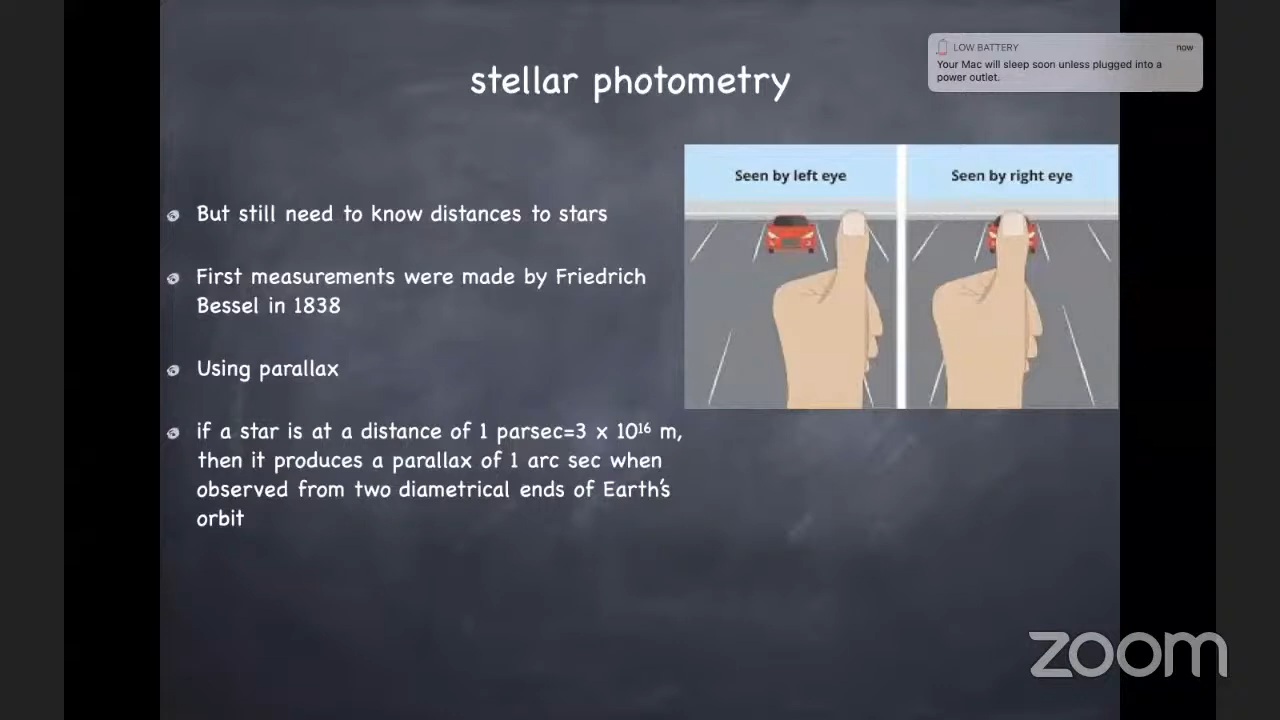 LOW BATTERY now
Your Mac will sleep soon unless plugged into a
power outlet.
stellar photometry
But still need to know distances to stars
First measurements were made by Friedrich
Bessel in 1838
Using parallax
if a star is at a distance of 1 parsec=3 x 10¹⁶ m,
then it produces a parallax of 1 arc sec when
observed from two diametrical ends of Earth's
orbit
Seen by left eye
Seen by right eye
zoom